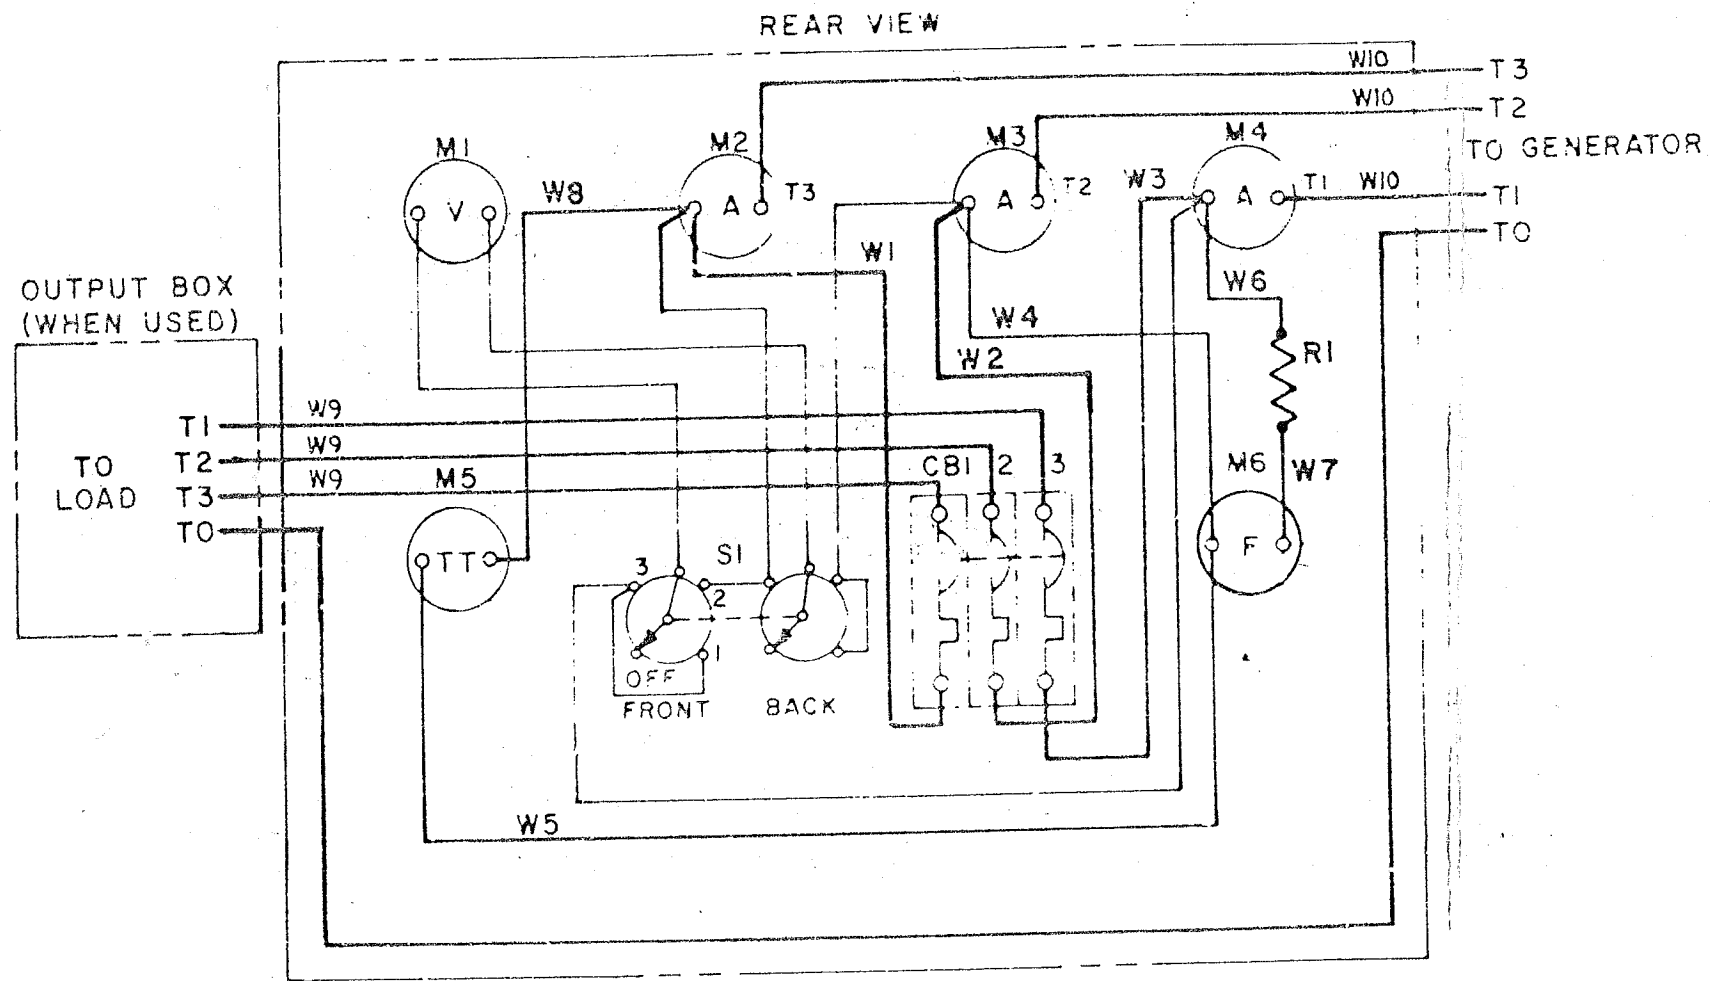 REAR VIEW
W10
T3
W10
T2
TO GENERATOR
M1
M2
M3
M4
V
W8
A
T3
A
T2
W3
A
T1
W10
T1
T0
W1
W6
OUTPUT BOX
(WHEN USED)
W4
W2
R1
W9
T1
W9
TO
LOAD
T2
W9
T3
M5
CB1
2
3
M6
W7
T0
TT
F
S1
3
2
1
OFF
FRONT
BACK
W5